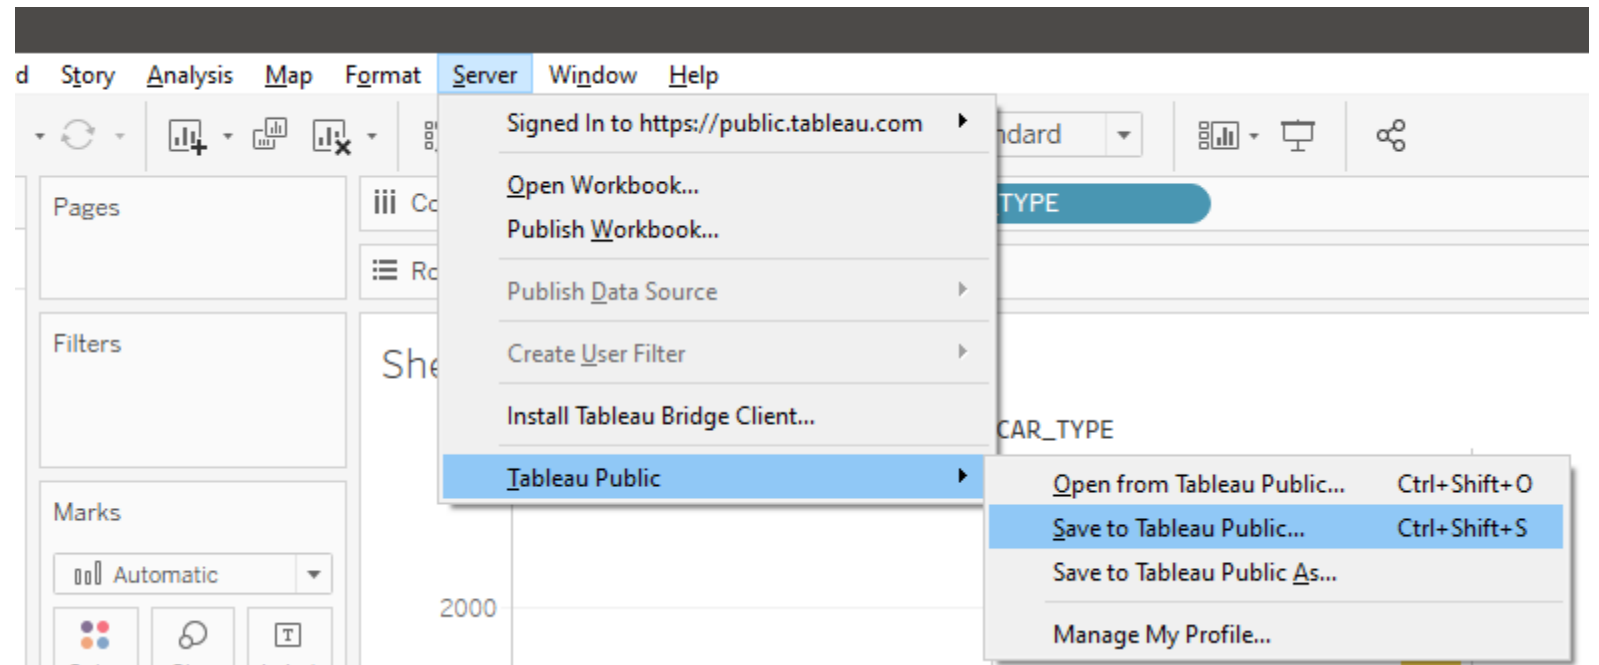 d Story Analysis Map Format Server Window Help
Signed In to https://public.tableau.com
ndard
Pages
Co
TYPE
Open Workbook...
Publish Workbook...
Ro
Publish Data Source
Filters
She
Create User Filter
Install Tableau Bridge Client...
CAR_TYPE
Tableau Public
Open from Tableau Public... Ctrl+Shift+O
Marks
Save to Tableau Public... Ctrl+Shift+S
Automatic
Save to Tableau Public As...
2000
T
Manage My Profile...